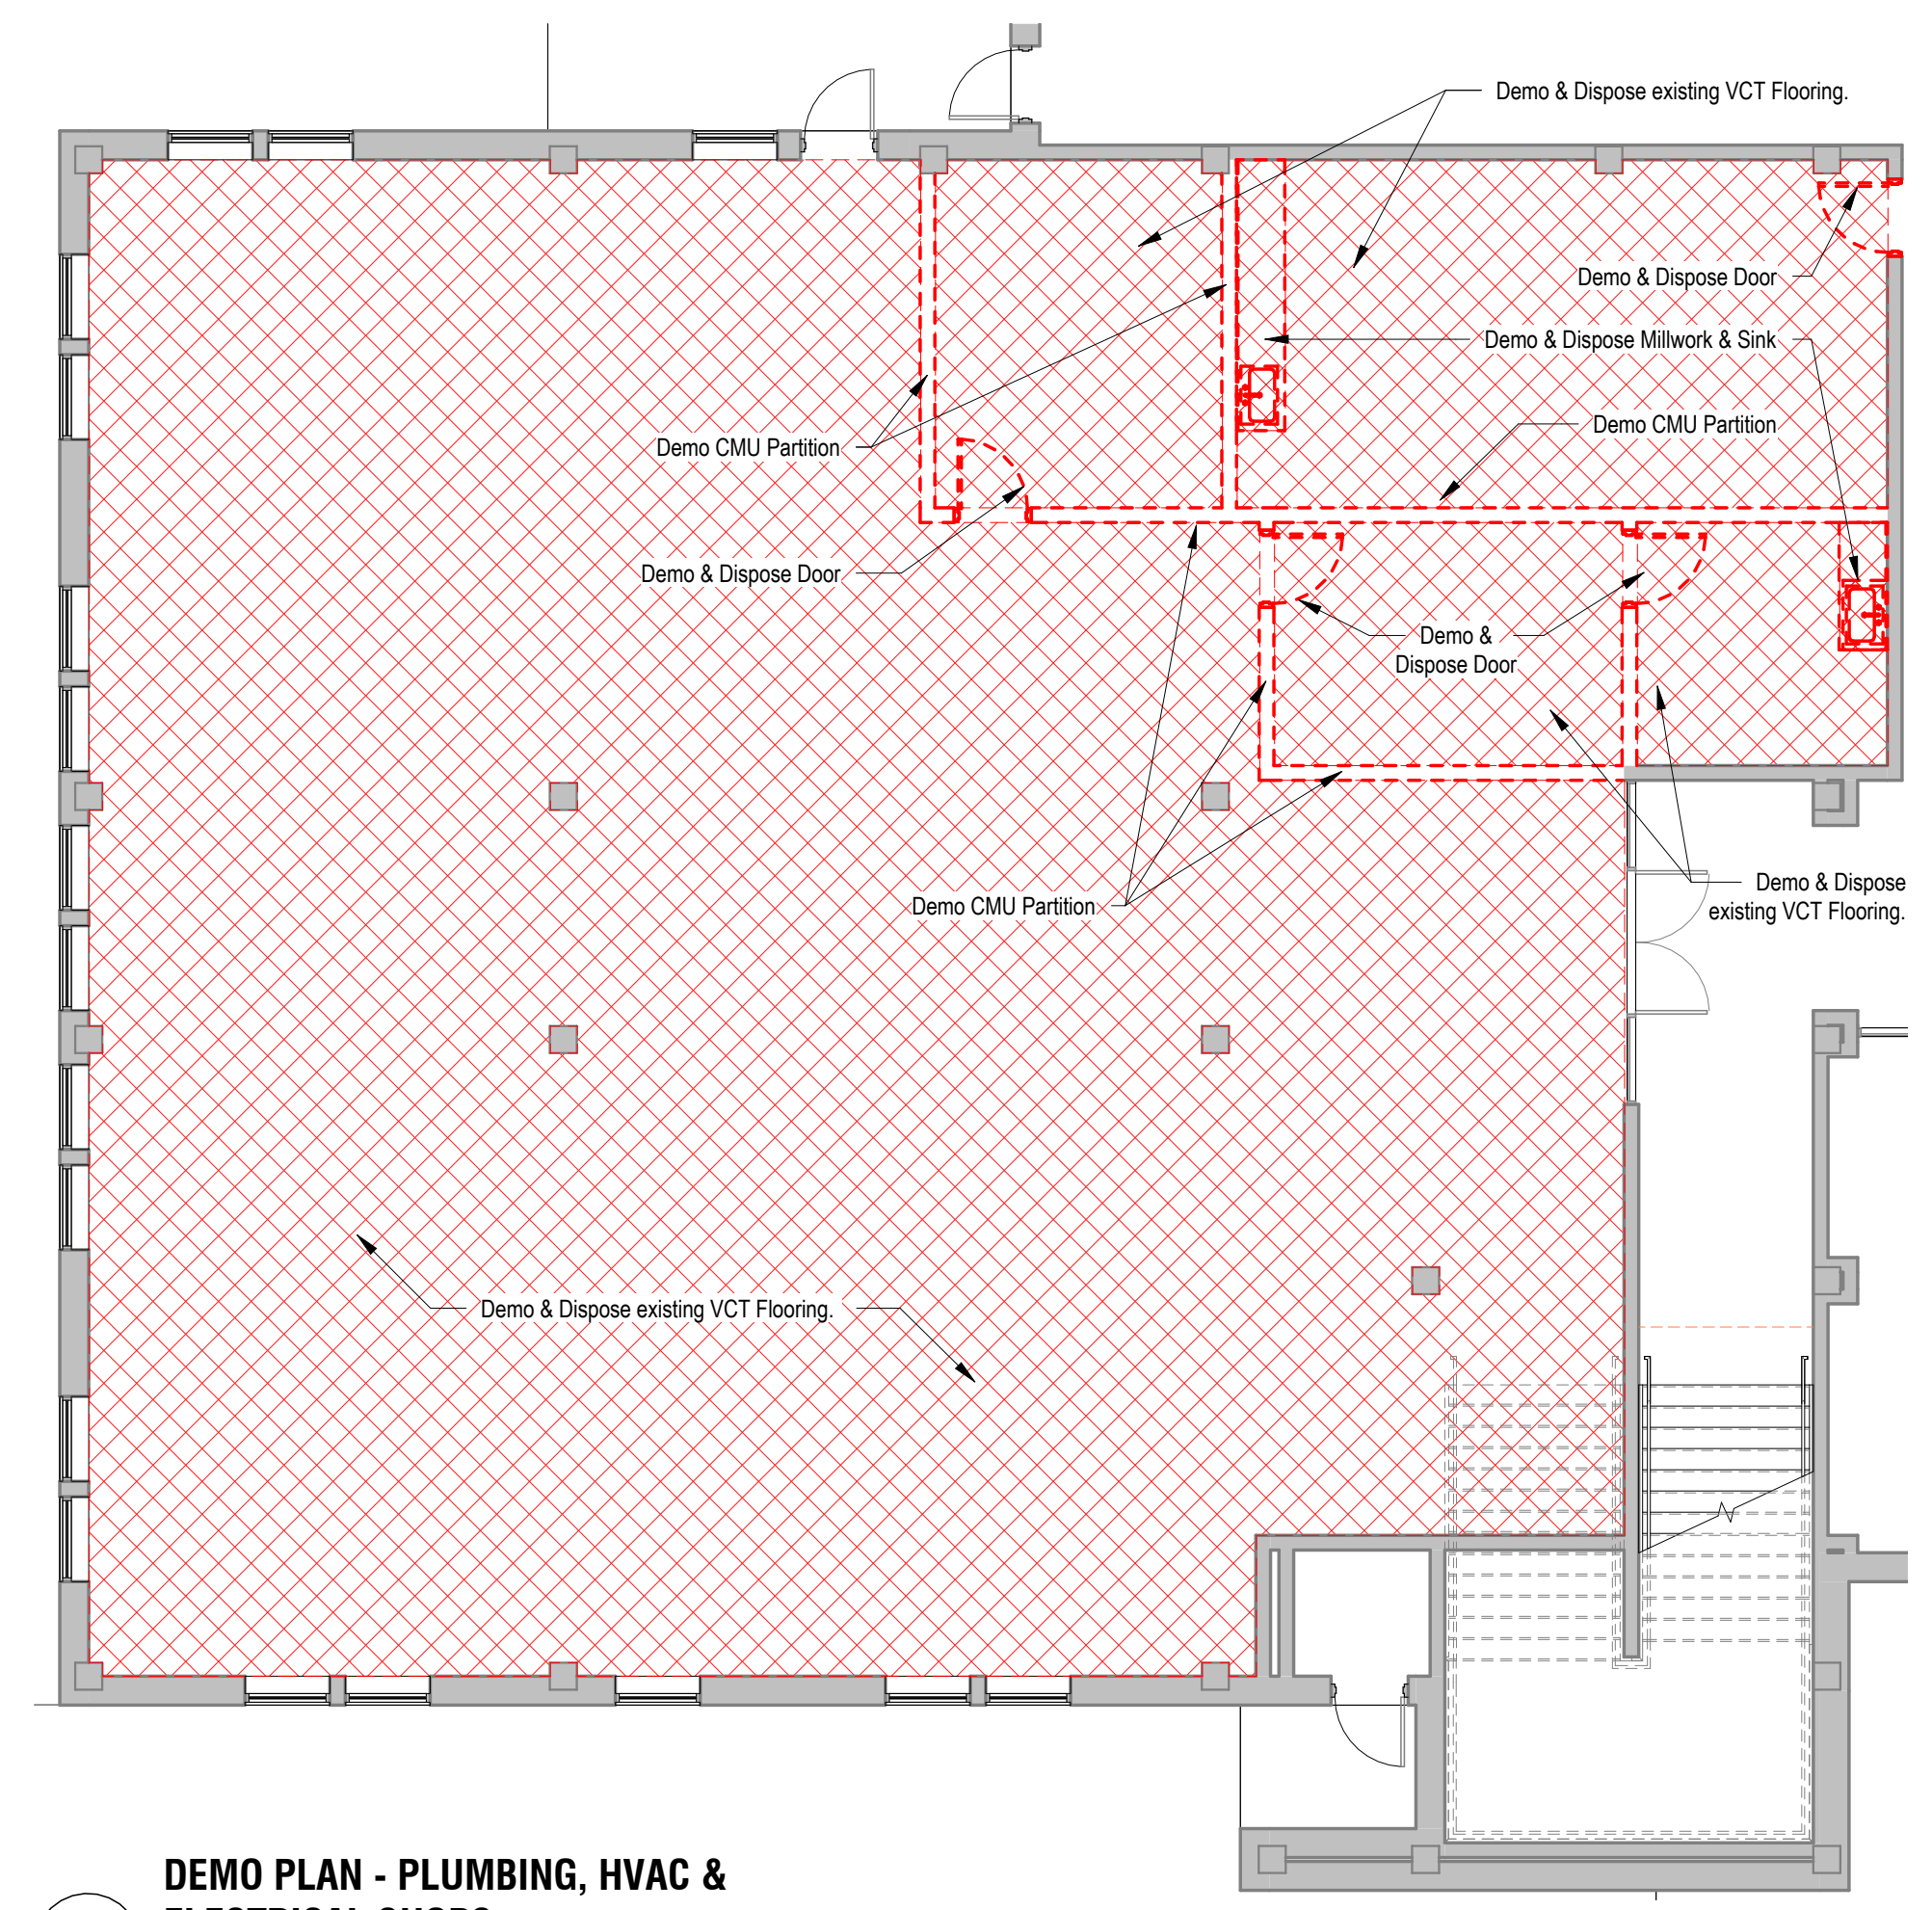 Demo & Dispose existing VCT Flooring.
Demo & Dispose Door
Demo & Dispose Millwork & Sink
Demo CMU Partition
Demo CMU Partition
Demo & Dispose Door
Demo &
Dispose Door
Demo & Dispose
existing VCT Flooring.
Demo CMU Partition
Demo & Dispose existing VCT Flooring.
DEMO PLAN - PLUMBING, HVAC &